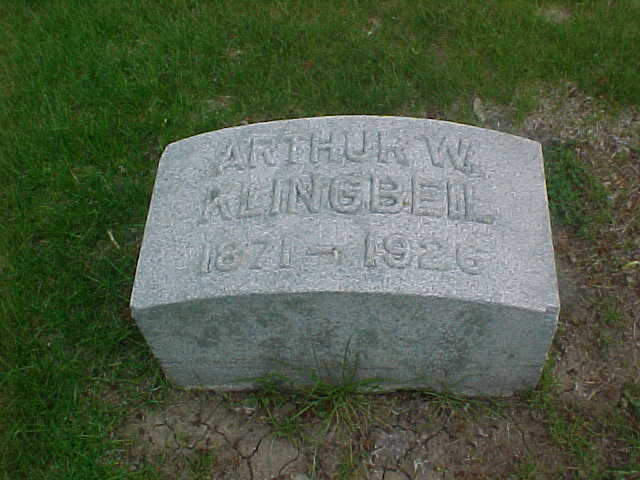 ARTHUR W.
KLINGBEIL
1871 - 1926